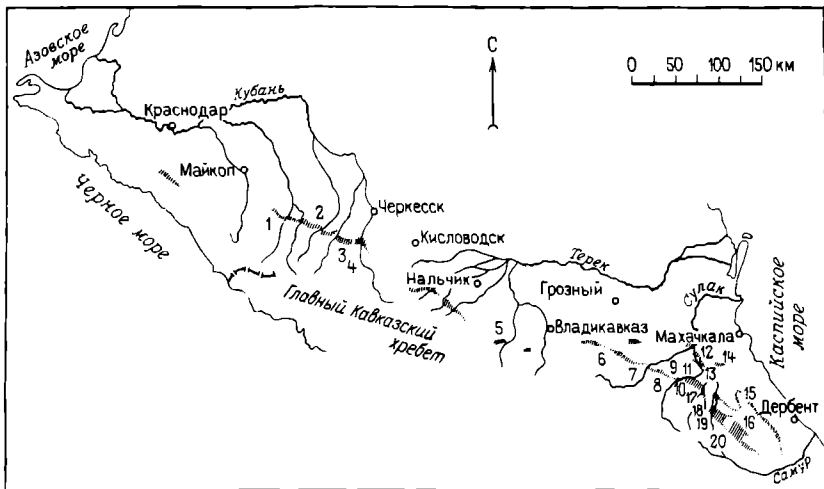 Азовское
море
С
0 50 100 150 км
Кубань
Краснодар
Майкоп
Черное море
Черкесск
1
2
3
4
Кисловодск
Терек
Нальчик
Грозный
Сулак
Главный Кавказский
хребет
5
Владикавказ
Махачкала
Каспийское
море
6
7
8
9
10
11
12
13
14
15
16
17
18
19
20
Дербент
Самур